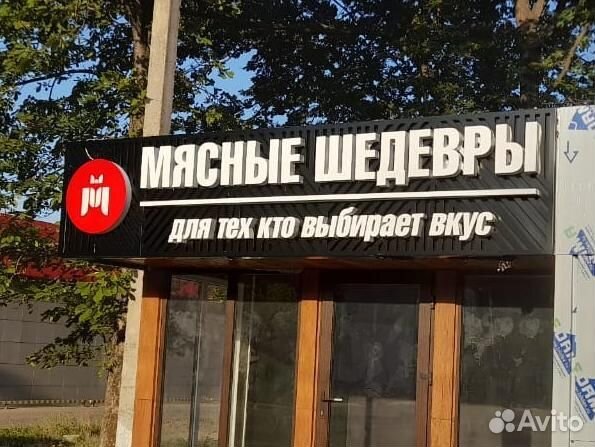 МЯСНЫЕ ШЕДЕВРЫ
для тех кто выбирает вкус
М
Avito